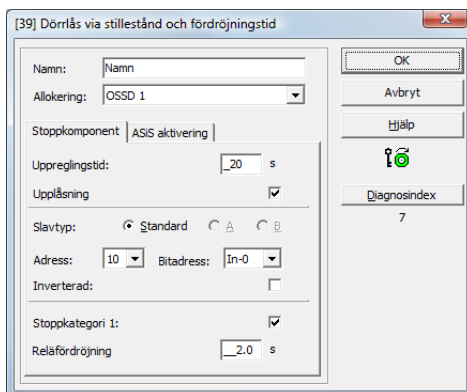 [39] Dörrlås via stillestånd och fördröjningstid
Namn: Namn
Allokering: OSSD 1
Stoppkomponent ASiS aktivering
Uppreglingstid: _20 s
Upplåsning
Slavtyp: Standard A B
Adress: 10 Bitadress: In-0
Inverterad:
Stoppkategori 1:
Reläfördröjning __2.0 s
OK
Avbryt
Hjälp
Diagnosindex
7